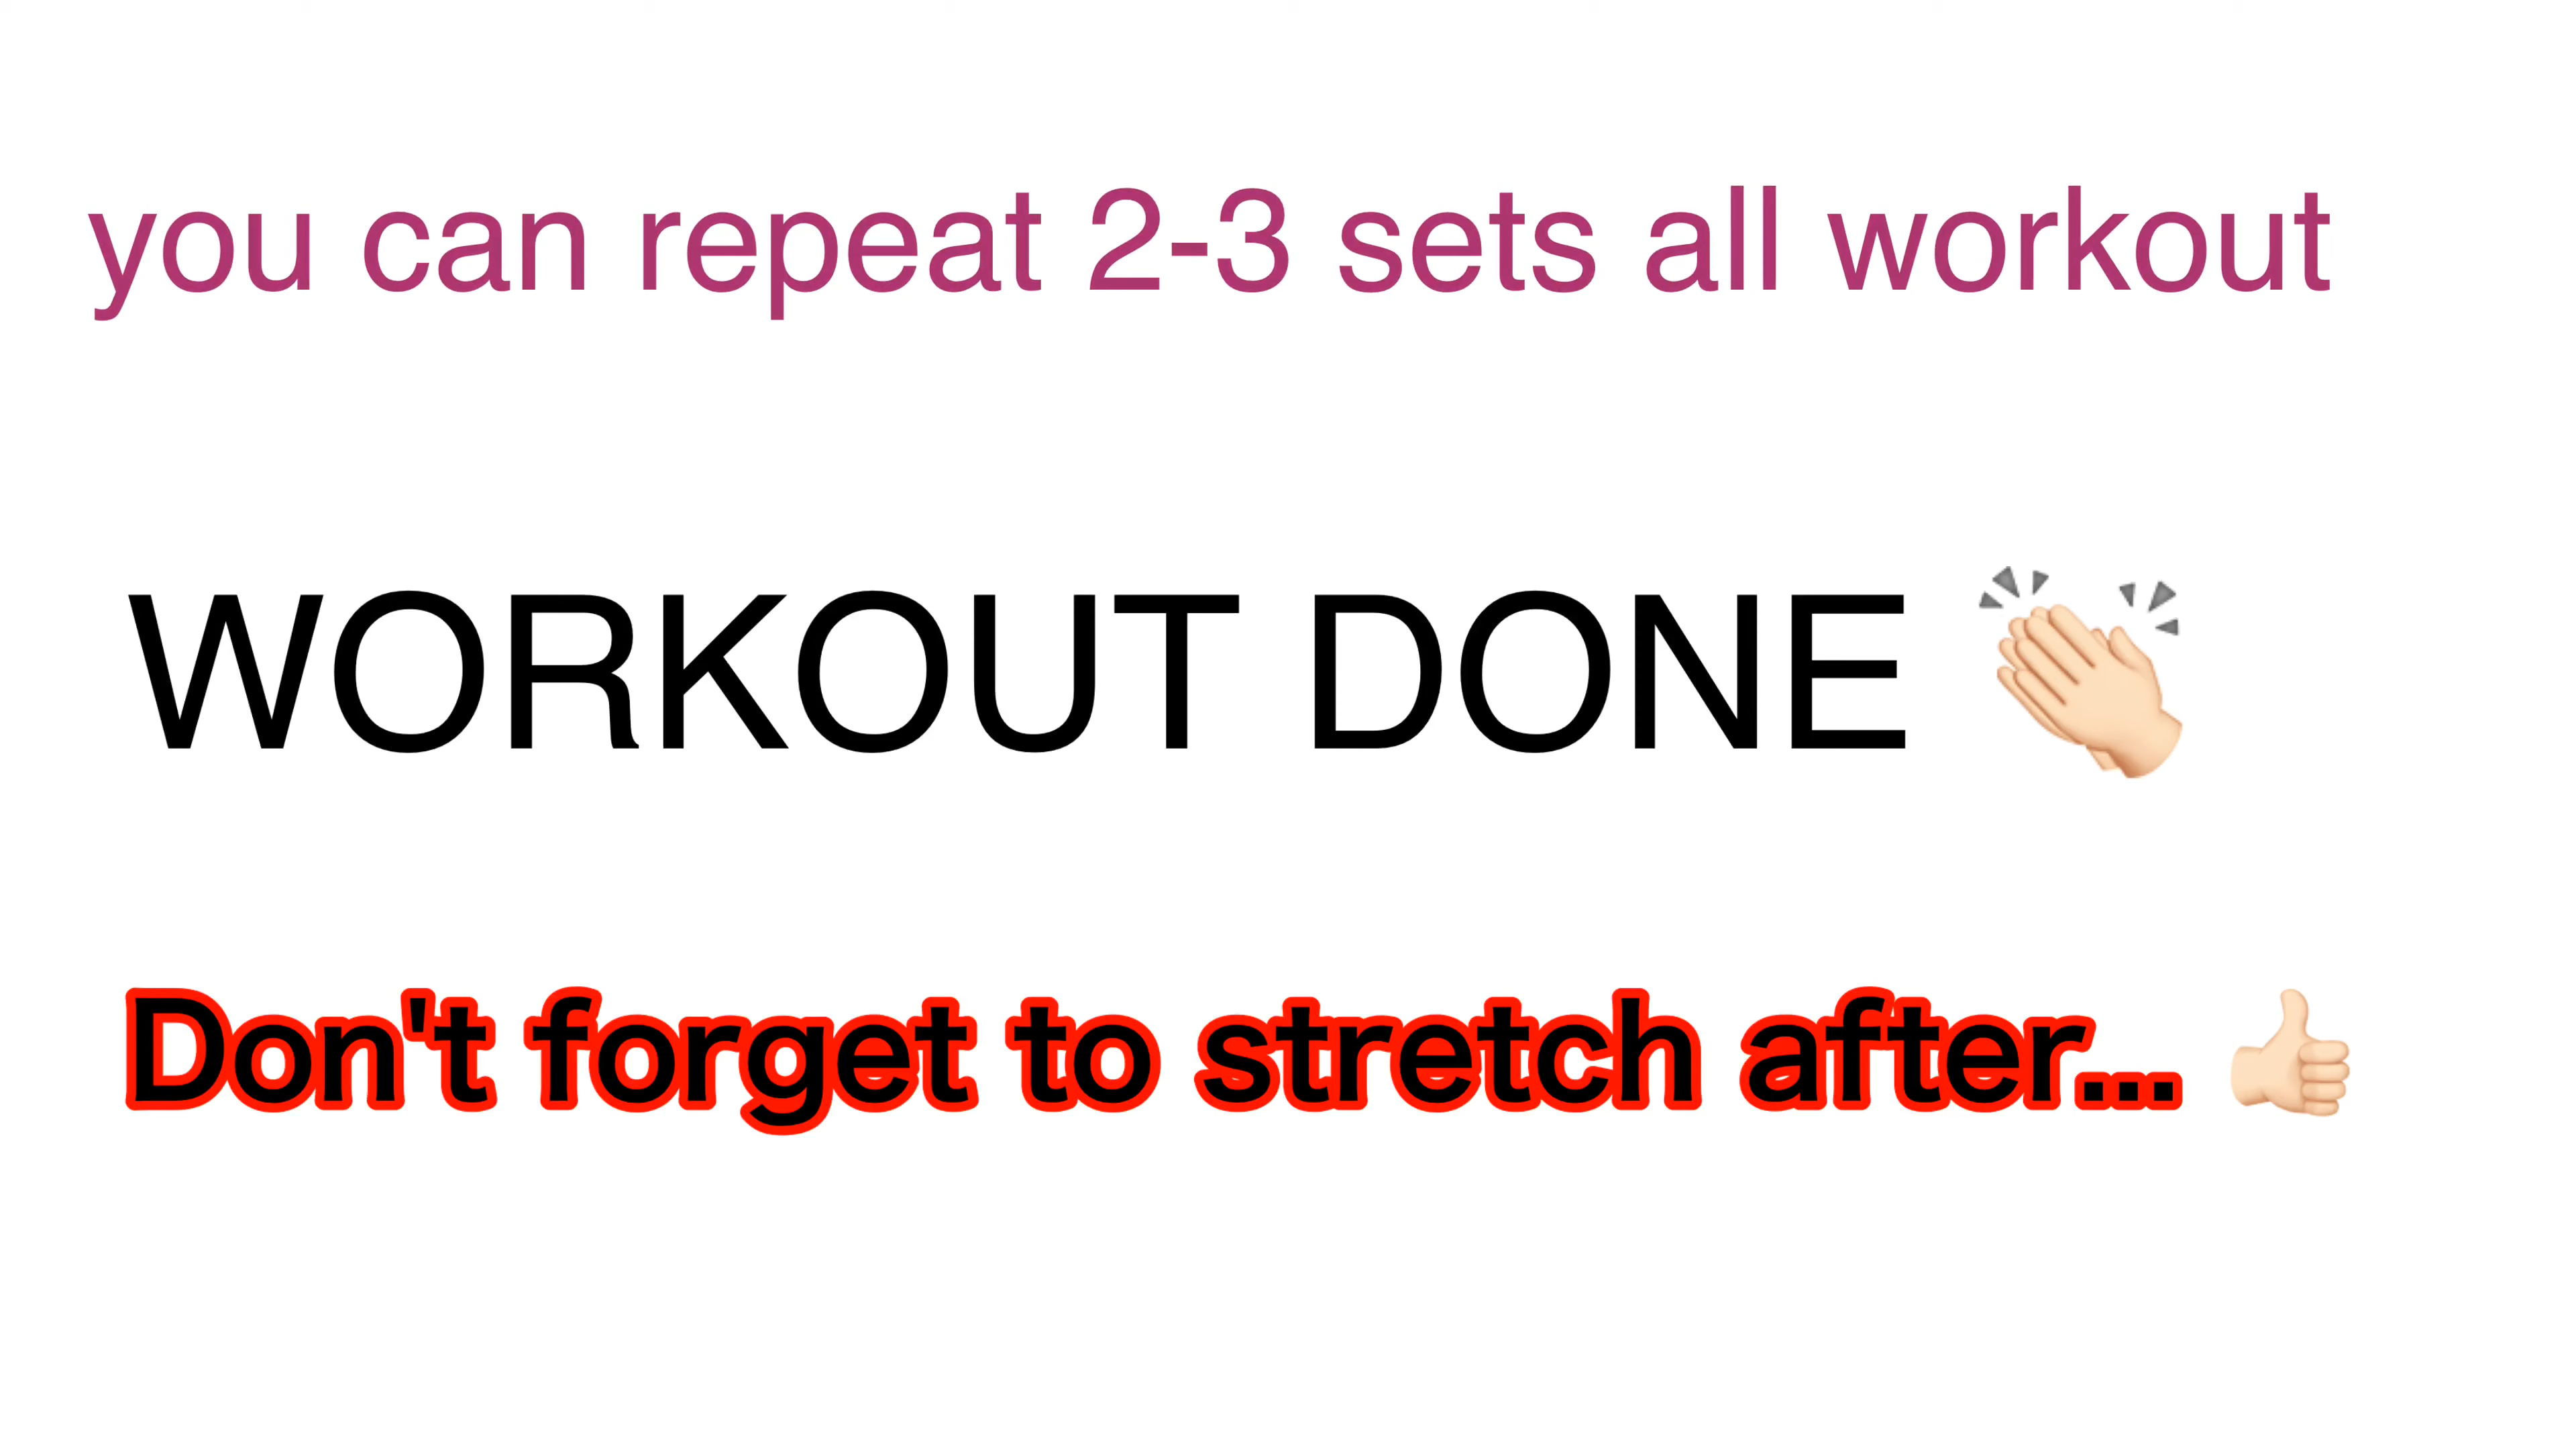 you can repeat 2-3 sets all workout
WORKOUT DONE 👏🏻
Don't forget to stretch after... 👍🏻